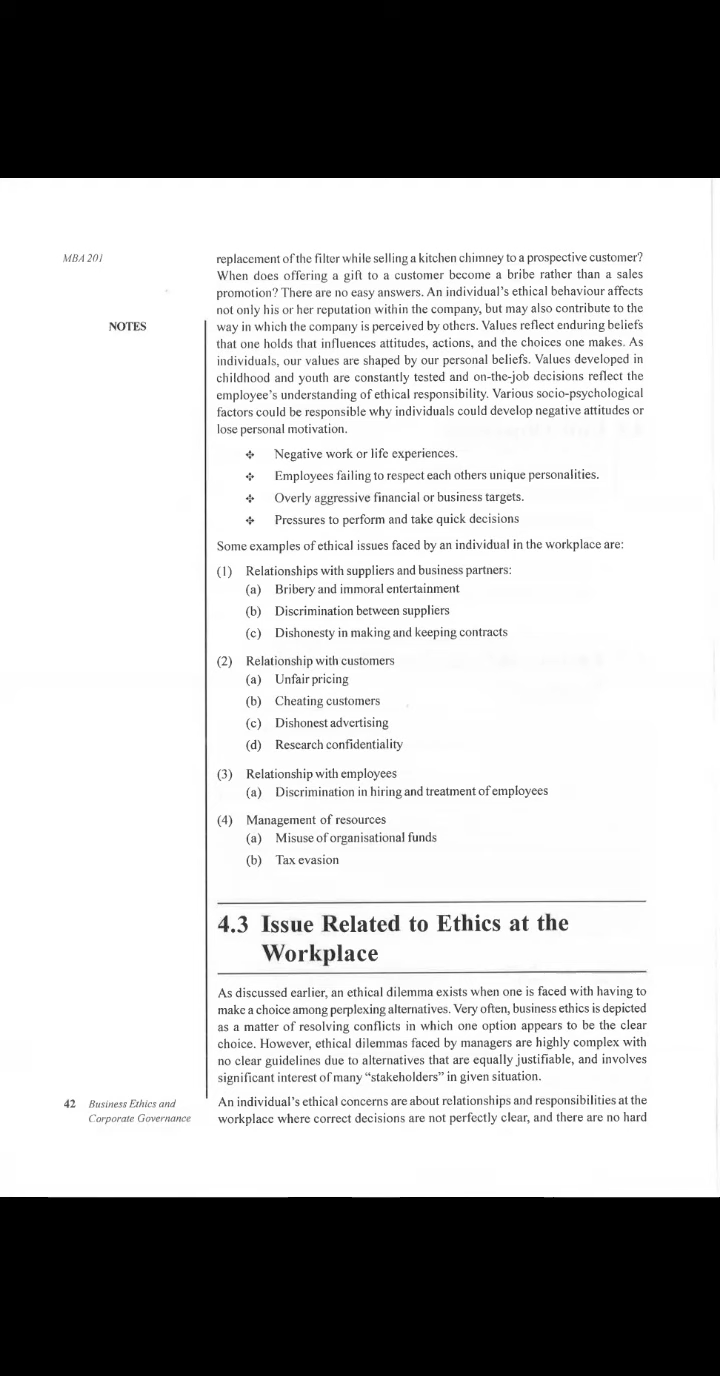 MBA 201
replacement of the filter while selling a kitchen chimney to a prospective customer?
When does offering a gift to a customer become a bribe rather than a sales
promotion? There are no easy answers. An individual's ethical behaviour affects
not only his or her reputation within the company, but may also contribute to the
NOTES
way in which the company is perceived by others. Values reflect enduring beliefs
that one holds that influences attitudes, actions, and the choices one makes. As
individuals, our values are shaped by our personal beliefs. Values developed in
childhood and youth are constantly tested and on-the-job decisions reflect the
employee's understanding of ethical responsibility. Various socio-psychological
factors could be responsible why individuals could develop negative attitudes or
lose personal motivation.
❖ Negative work or life experiences.
❖ Employees failing to respect each others unique personalities.
❖ Overly aggressive financial or business targets.
❖ Pressures to perform and take quick decisions
Some examples of ethical issues faced by an individual in the workplace are:
(1) Relationships with suppliers and business partners:
(a) Bribery and immoral entertainment
(b) Discrimination between suppliers
(c) Dishonesty in making and keeping contracts
(2) Relationship with customers
(a) Unfair pricing
(b) Cheating customers
(c) Dishonest advertising
(d) Research confidentiality
(3) Relationship with employees
(a) Discrimination in hiring and treatment of employees
(4) Management of resources
(a) Misuse of organisational funds
(b) Tax evasion
4.3 Issue Related to Ethics at the
Workplace
As discussed earlier, an ethical dilemma exists when one is faced with having to
make a choice among perplexing alternatives. Very often, business ethics is depicted
as a matter of resolving conflicts in which one option appears to be the clear
choice. However, ethical dilemmas faced by managers are highly complex with
no clear guidelines due to alternatives that are equally justifiable, and involves
significant interest of many "stakeholders" in given situation.
An individual's ethical concerns are about relationships and responsibilities at the
workplace where correct decisions are not perfectly clear, and there are no hard
42 Business Ethics and
Corporate Governance